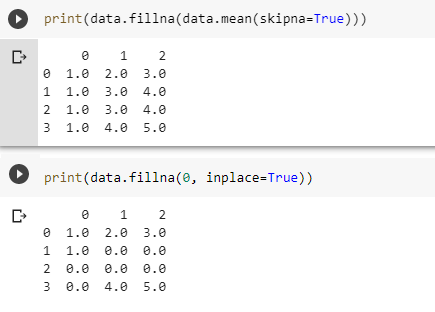 print(data.fillna(data.mean(skipna=True)))
0 1 2
0 1.0 2.0 3.0
1 1.0 3.0 4.0
2 1.0 3.0 4.0
3 1.0 4.0 5.0
print(data.fillna(0, inplace=True))
0 1 2
0 1.0 2.0 3.0
1 1.0 0.0 0.0
2 0.0 0.0 0.0
3 0.0 4.0 5.0